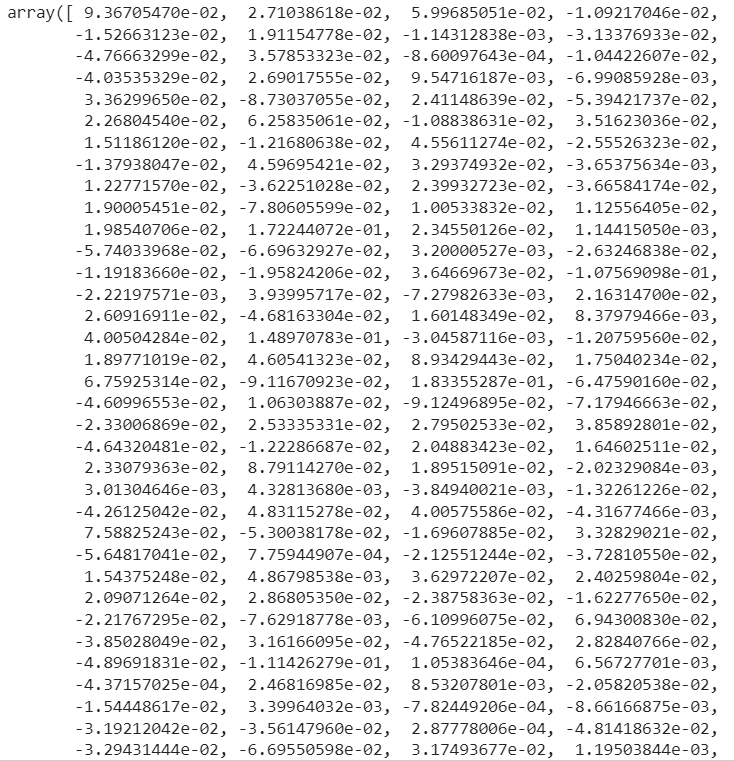 array([ 9.36705470e-02, 2.71038618e-02, 5.99685051e-02, -1.09217046e-02,
-1.52663123e-02, 1.91154778e-02, -1.14312838e-03, -3.13376933e-02,
-4.76663299e-02, 3.57853323e-02, -8.60097643e-04, -1.04422607e-02,
-4.03535329e-02, 2.69017555e-02, 9.54716187e-03, -6.99085928e-03,
3.36299650e-02, -8.73037055e-02, 2.41148639e-02, -5.39421737e-02,
2.26804540e-02, 6.25835061e-02, -1.08838631e-02, 3.51623036e-02,
1.51186120e-02, -1.21680638e-02, 4.55611274e-02, -2.55526323e-02,
-1.37938047e-02, 4.59695421e-02, 3.29374932e-02, -3.65375634e-03,
1.22771570e-02, -3.62251028e-02, 2.39932723e-02, -3.66584174e-02,
1.90005451e-02, -7.80605599e-02, 1.00533832e-02, 1.12556405e-02,
1.98540706e-02, 1.72244072e-01, 2.34550126e-02, 1.14415050e-03,
-5.74033968e-02, -6.69632927e-02, 3.20000527e-03, -2.63246838e-02,
-1.19183660e-02, -1.95824206e-02, 3.64669673e-02, -1.07569098e-01,
-2.22197571e-03, 3.93995717e-02, -7.27982633e-03, 2.16314700e-02,
2.60916911e-02, -4.68163304e-02, 1.60148349e-02, 8.37979466e-03,
4.00504284e-02, 1.48970783e-01, -3.04587116e-03, -1.20759560e-02,
1.89771019e-02, 4.60541323e-02, 8.93429443e-02, 1.75040234e-02,
6.75925314e-02, -9.11670923e-02, 1.83355287e-01, -6.47590160e-02,
-4.60996553e-02, 1.06303887e-02, -9.12496895e-02, -7.17946663e-02,
-2.33006869e-02, 2.53335331e-02, 2.79502533e-02, 3.85892801e-02,
-4.64320481e-02, -1.22286687e-02, 2.04883423e-02, 1.64602511e-02,
2.33079363e-02, 8.79114270e-02, 1.89515091e-02, -2.02329084e-03,
3.01304646e-03, 4.32813680e-03, -3.84940021e-03, -1.32261226e-02,
-4.26125042e-02, 4.83115278e-02, 4.00575586e-02, -4.31677466e-03,
7.58825243e-02, -5.30038178e-02, -1.69607885e-02, 3.32829021e-02,
-5.64817041e-02, 7.75944907e-04, -2.12551244e-02, -3.72810550e-02,
1.54375248e-02, 4.86798538e-03, 3.62972207e-02, 2.40259804e-02,
2.09071264e-02, 2.86805350e-02, -2.38758363e-02, -1.62277650e-02,
-2.21767295e-02, -7.62918778e-03, -6.10996075e-02, 6.94300830e-02,
-3.85028049e-02, 3.16166095e-02, -4.76522185e-02, 2.82840766e-02,
-4.89691831e-02, -1.11426279e-01, 1.05383646e-04, 6.56727701e-03,
-4.37157025e-04, 2.46816985e-02, 8.53207801e-03, -2.05820538e-02,
-1.54448617e-02, 3.39964032e-03, -7.82449206e-04, -8.66166875e-03,
-3.19212042e-02, -3.56147960e-02, 2.87778006e-04, -4.81418632e-02,
-3.29431444e-02, -6.69550598e-02, 3.17493677e-02, 1.19503844e-03,